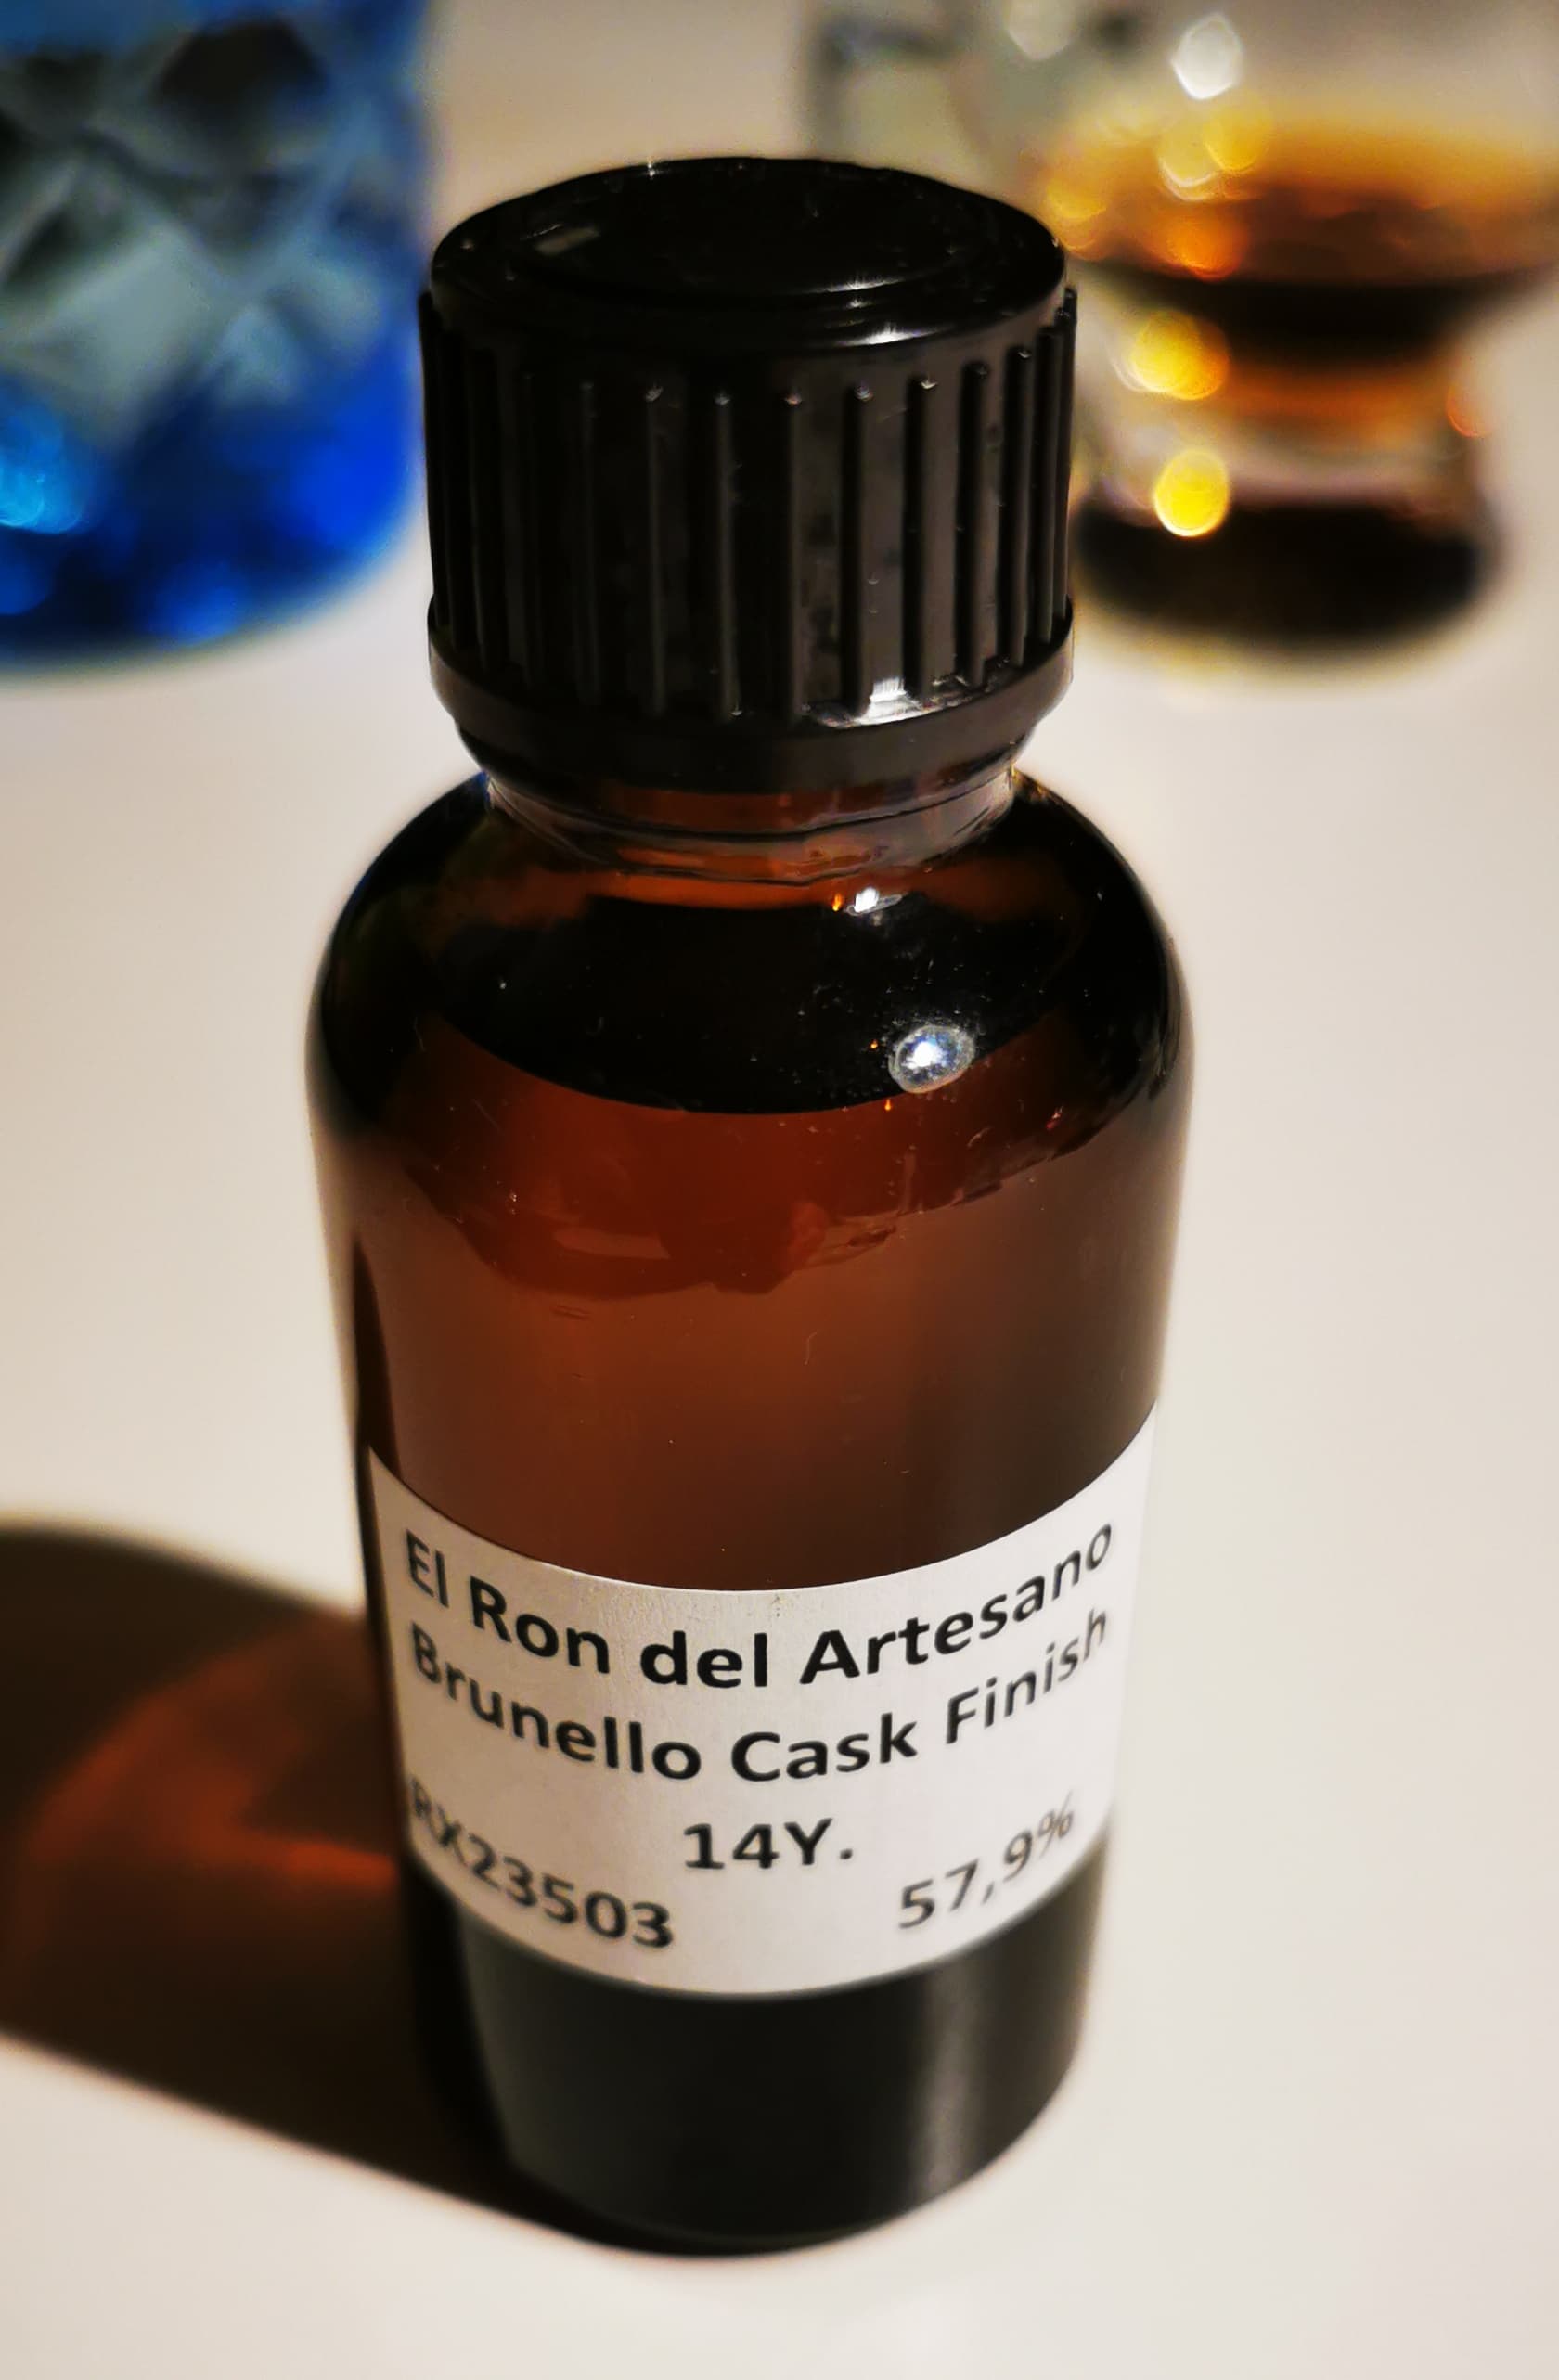 El Ron del Artesano
Brunello Cask Finish
14Y.
RX23503 57,9%